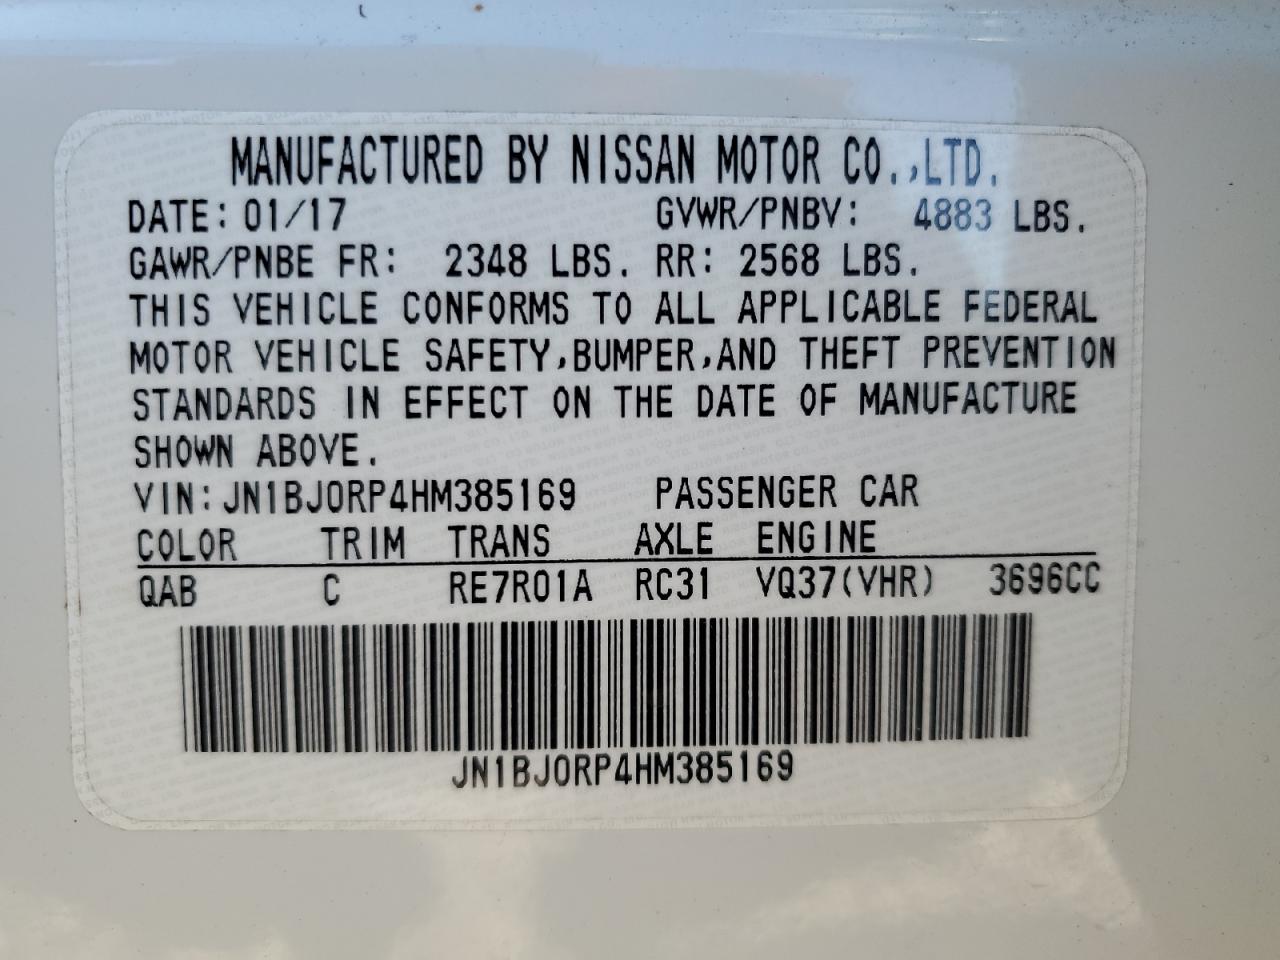 MANUFACTURED BY NISSAN MOTOR CO.,LTD.
DATE: 01/17 GVWR/PNBV: 4883 LBS.
GAWR/PNBE FR: 2348 LBS. RR: 2568 LBS.
THIS VEHICLE CONFORMS TO ALL APPLICABLE FEDERAL
MOTOR VEHICLE SAFETY,BUMPER,AND THEFT PREVENTION
STANDARDS IN EFFECT ON THE DATE OF MANUFACTURE
SHOWN ABOVE.
VIN: JN1BJ0RP4HM385169 PASSENGER CAR
COLOR TRIM TRANS AXLE ENGINE
QAB C RE7R01A RC31 VQ37(VHR) 3696CC
JN1BJ0RP4HM385169